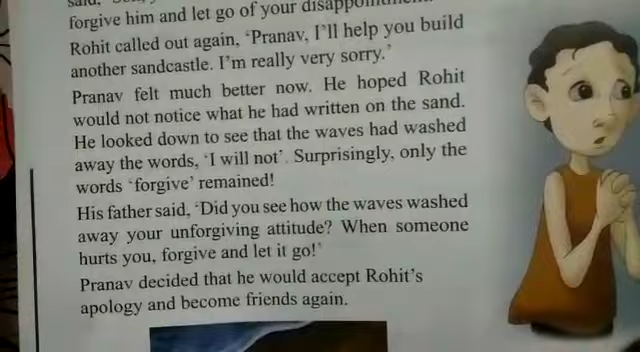 forgive him and let go of your disappointment.
Rohit called out again, ‘Pranav, I’ll help you build
another sandcastle. I’m really very sorry.’
Pranav felt much better now. He hoped Rohit
would not notice what he had written on the sand.
He looked down to see that the waves had washed
away the words, ‘I will not’. Surprisingly, only the
words ‘forgive’ remained!
His father said, ‘Did you see how the waves washed
away your unforgiving attitude? When someone
hurts you, forgive and let it go!’
Pranav decided that he would accept Rohit’s
apology and become friends again.